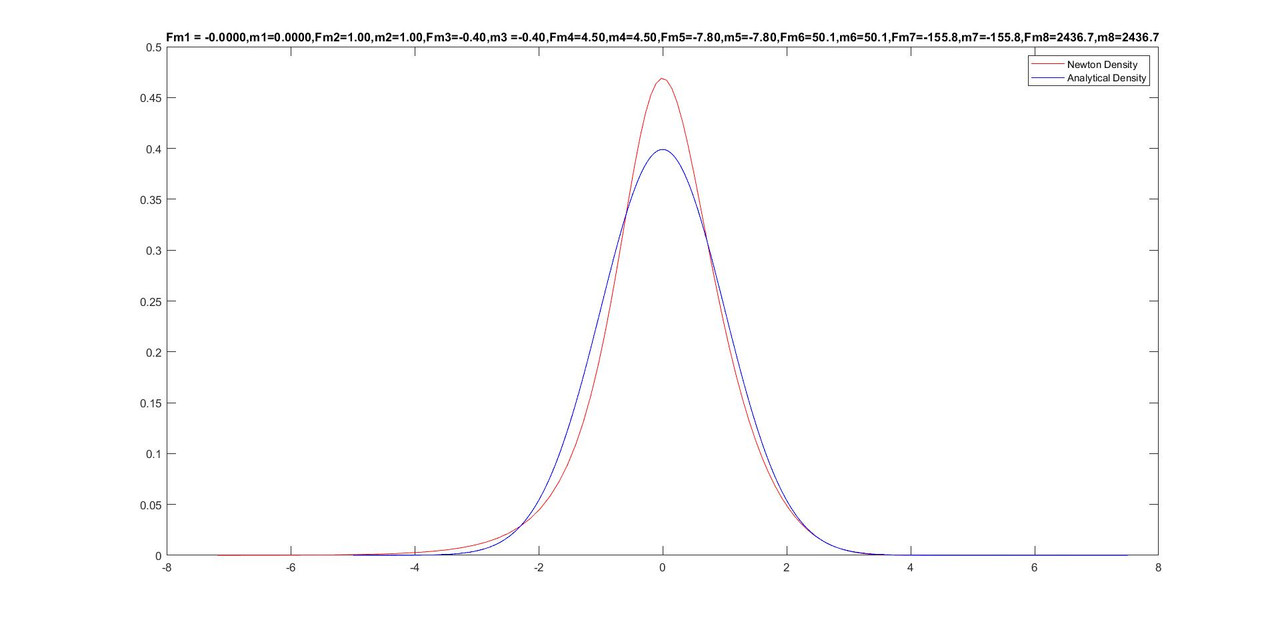 Fm1 = -0.0000,m1=0.0000,Fm2=1.00,m2=1.00,Fm3=-0.40,m3 =-0.40,Fm4=4.50,m4=4.50,Fm5=-7.80,m5=-7.80,Fm6=50.1,m6=50.1,Fm7=-155.8,m7=-155.8,Fm8=2436.7,m8=2436.7
Newton Density
Analytical Density
0.5
0.45
0.4
0.35
0.3
0.25
0.2
0.15
0.1
0.05
0
-8 -6 -4 -2 0 2 4 6 8